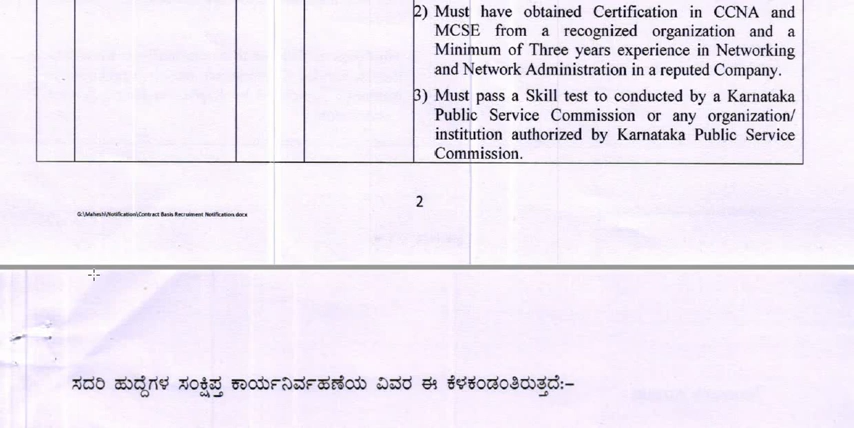 2) Must have obtained Certification in CCNA and
MCSE from a recognized organization and a
Minimum of Three years experience in Networking
and Network Administration in a reputed Company.
3) Must pass a Skill test to conducted by a Karnataka
Public Service Commission or any organization/
institution authorized by Karnataka Public Service
Commission.
2
G:\Mahesh\Notification\Contract Basis Recruiment Notification.docx
ಸದರಿ ಹುದ್ದೆಗಳ ಸಂಕ್ಷಿಪ್ತ ಕಾರ್ಯನಿರ್ವಹಣೆಯ ವಿವರ ಈ ಕೆಳಕಂಡಂತಿರುತ್ತದೆ:–